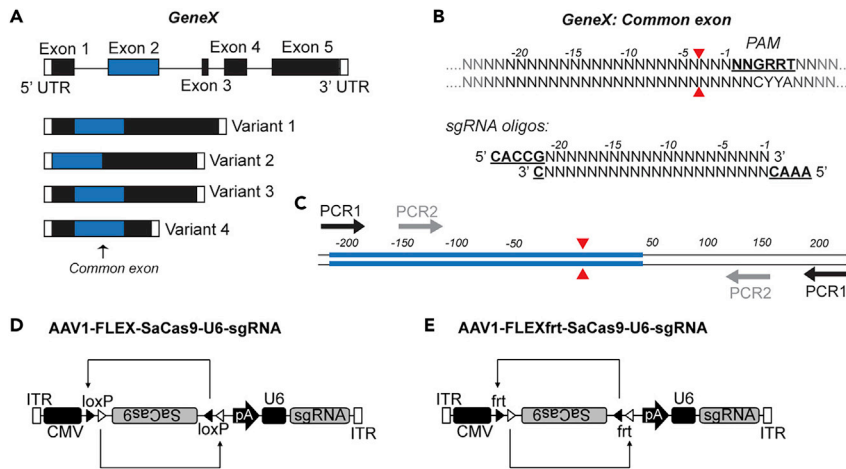 A
GeneX
Exon 1 Exon 2 Exon 4 Exon 5
5' UTR Exon 3 3' UTR
Variant 1
Variant 2
Variant 3
Variant 4
Common exon
B
GeneX: Common exon
PAM
-20 -15 -10 -5 -1
....NNNNNNNNNNNNNNNNNNNNNNNNNNGRRTNNNNN...
....NNNNNNNNNNNNNNNNNNNNNNNNNNCYYANNNNN...
sgRNA oligos:
-20 -15 -10 -5 -1
5' CACCGNNNNNNNNNNNNNNNNNNNNN 3'
3' CNNNNNNNNNNNNNNNNNNNNNCAAA 5'
C
PCR1 PCR2
-200 -150 -100 -50 50 100 150 200
PCR2 PCR1
D
AAV1-FLEX-SaCas9-U6-sgRNA
ITR loxP U6
SaCas9 pA sgRNA
CMV loxP ITR
E
AAV1-FLEXfrt-SaCas9-U6-sgRNA
ITR frt U6
SaCas9 pA sgRNA
CMV frt ITR